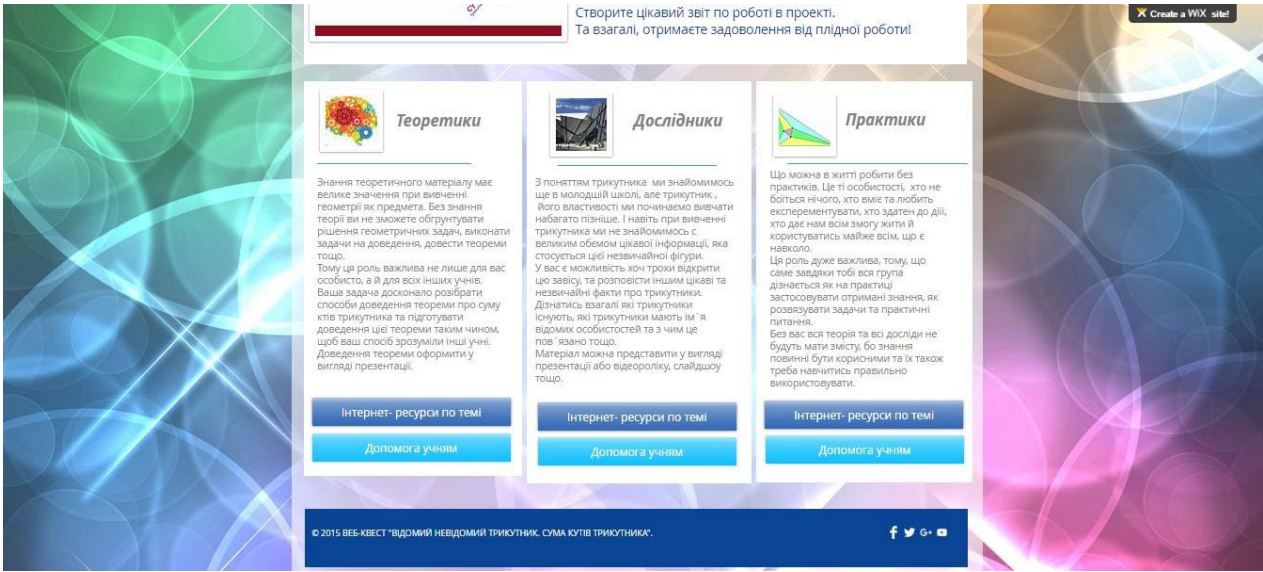 Створите цікавий звіт по роботі в проекті.
Та взагалі, отримаєте задоволення від плідної роботи!
Create a WiX site!
Теоретики
Знання теоретичного матеріалу має
велике значення при вивченні
геометрії як предмета. Без знання
теорії ви не зможете обгрунтувати
рішення геометричних задач, виконати
задачи на доведення, довести теореми
тощо.
Тому ця роль важлива не лише для вас
особисто, а й для всіх інших учнів.
Ваша задача досконало розібрати
способи доведення теореми про суму
ктів трикутника та підготувати
доведення цієї теореми таким чином,
щоб ваш спосіб зрозуміли інші учні.
Доведення теореми оформити у
вигляді презентації.
Інтернет- ресурси по темі
Допомога учням
Дослідники
З поняттям трикутника ми знайомимось
ще в молодшій школі, але трикутник ,
його властивості ми починаємо вивчати
набагато пізніше. І навіть при вивченні
трикутника ми не знайомимось с
великим обємом цікавої інформації, яка
стосується цієї незвичайної фігури.
У вас є можливість хоч трохи відкрити
цю завісу, та розповісти іншим цікаві та
незвичайні факти про трикутники.
Дізнатись взагалі які трикутники
існують, які трикутники мають ім`я
відомих особистостей та з чим це
пов`язано тощо.
Матеріал можна представити у вигляді
презентації або відеороліку, слайдшоу
тощо.
Інтернет- ресурси по темі
Допомога учням
Практики
Що можна в житті робити без
практиків. Це ті особистості, хто не
боїться нічого, хто вміє та любить
експерементувати, хто здатен до діїі,
хто дає нам всім змогу жити й
користуватись майже всім, що є
навколо.
Ця роль дуже важлива, тому, що
саме завдяки тобі вся група
дізнається як на практиці
застосовувати отримані знання, як
розвязувати задачи та практичні
питання.
Без вас вся теорія та всі досліди не
будуть мати змісту, бо знання
повинні бути корисними та їх також
треба навчитись правильно
використовувати.
Інтернет- ресурси по темі
Допомога учням
© 2015 ВЕБ-КВЕСТ "ВІДОМИЙ НЕВІДОМИЙ ТРИКУТНИК. СУМА КУТІВ ТРИКУТНИКА".